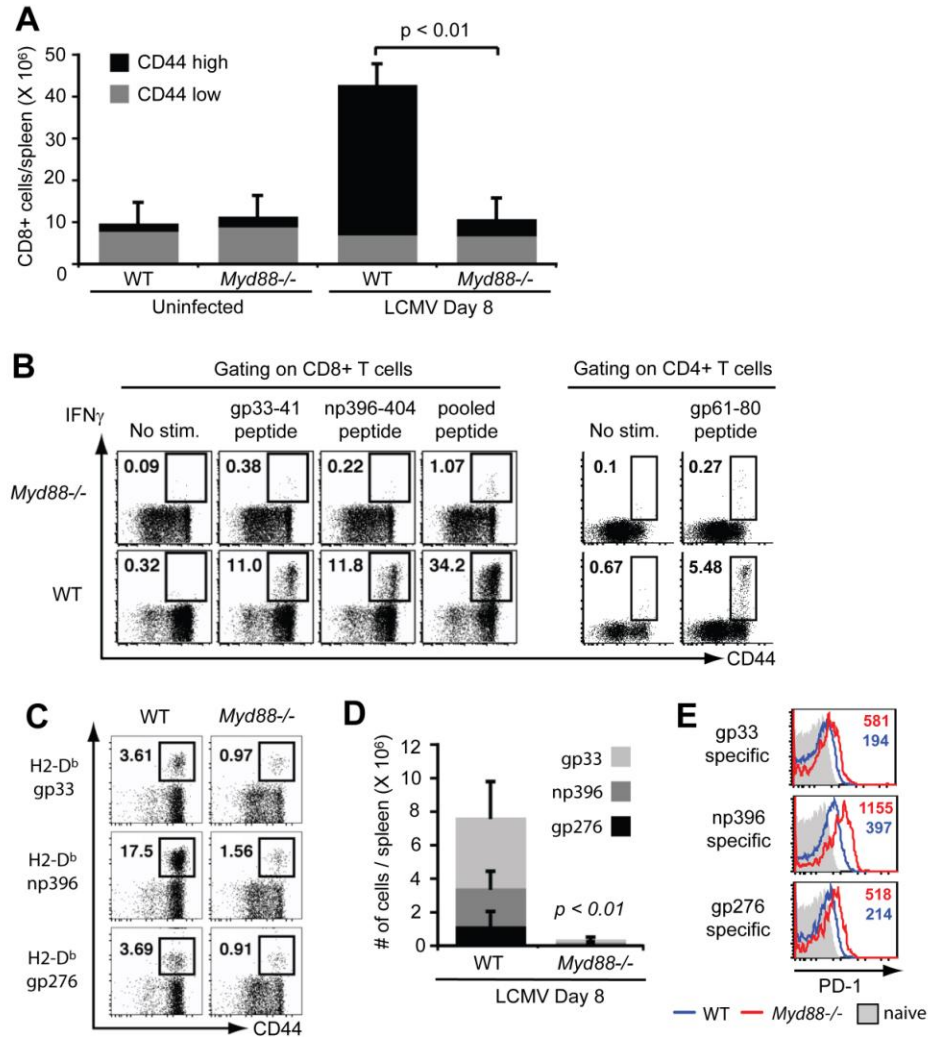 A
CD8+ cells/spleen (X 10⁶)
50
40
30
20
10
0
CD44 high
CD44 low
p < 0.01
WT
Myd88-/-
WT
Myd88-/-
Uninfected
LCMV Day 8
B
Gating on CD8+ T cells
Gating on CD4+ T cells
IFNγ
No stim.
gp33-41
peptide
np396-404
peptide
pooled
peptide
No stim.
gp61-80
peptide
Myd88-/-
0.09
0.38
0.22
1.07
0.1
0.27
WT
0.32
11.0
11.8
34.2
0.67
5.48
CD44
C
WT
Myd88-/-
H2-Dᵇ
gp33
3.61
0.97
H2-Dᵇ
np396
17.5
1.56
H2-Dᵇ
gp276
3.69
0.91
CD44
D
# of cells / spleen (X 10⁶)
12
10
8
6
4
2
0
gp33
np396
gp276
p < 0.01
WT
Myd88-/-
LCMV Day 8
E
gp33
specific
581
194
np396
specific
1155
397
gp276
specific
518
214
PD-1
WT
Myd88-/-
naive